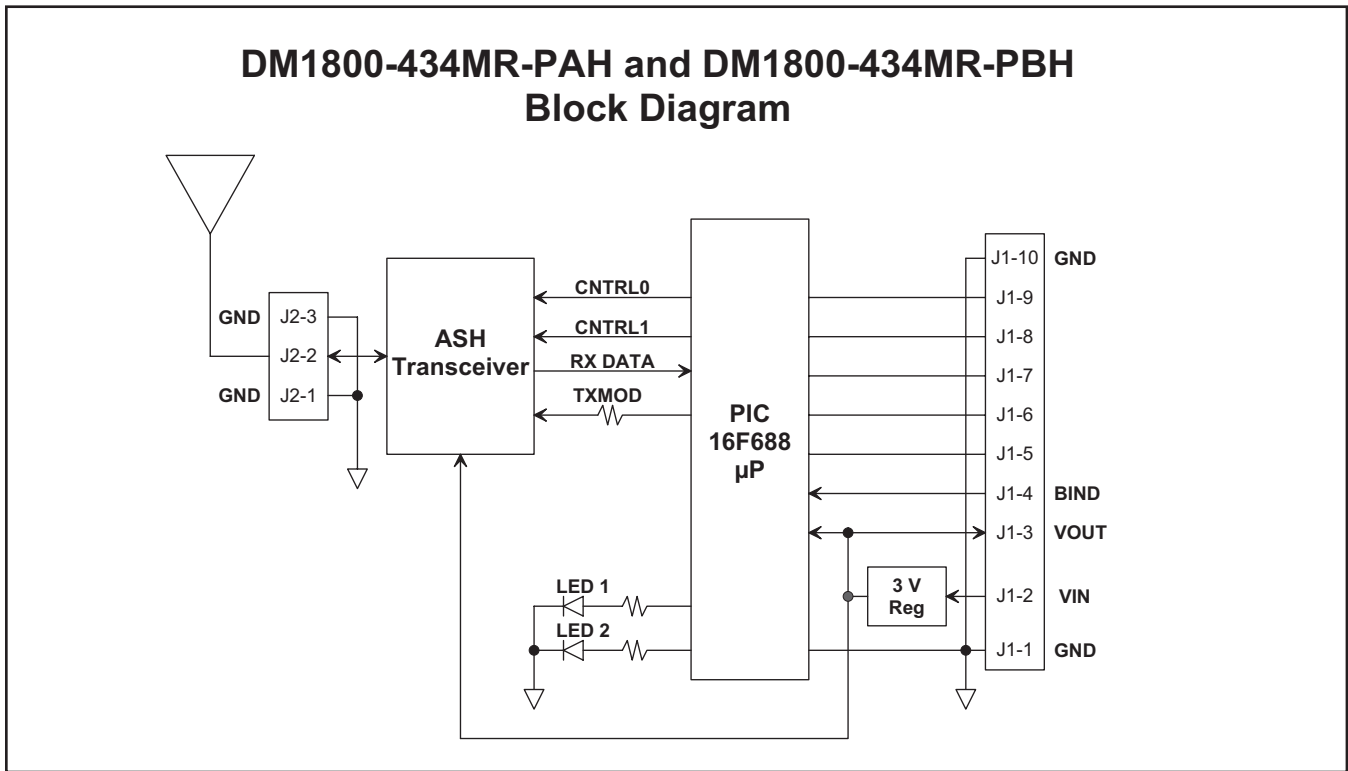 DM1800-434MR-PAH and DM1800-434MR-PBH
Block Diagram
GND
J2-3
J2-2
GND
J2-1
ASH
Transceiver
CNTRL0
CNTRL1
RX DATA
TXMOD
LED 1
LED 2
PIC
16F688
µP
3 V
Reg
J1-10 GND
J1-9
J1-8
J1-7
J1-6
J1-5
J1-4 BIND
J1-3 VOUT
J1-2 VIN
J1-1 GND